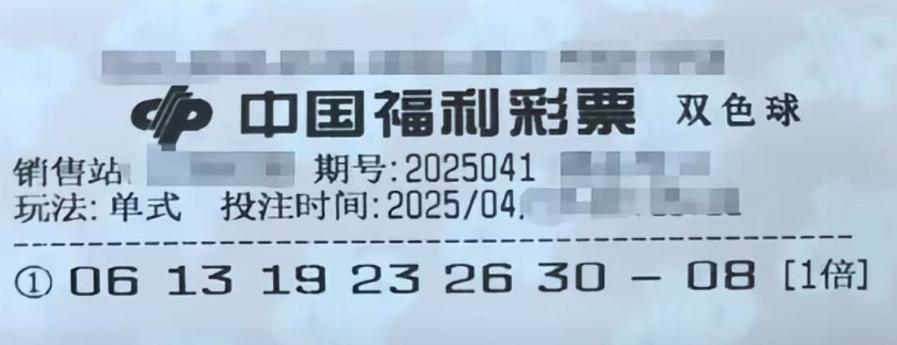 中国福利彩票 双色球
销售站 期号:2025041
玩法:单式 投注时间:2025/04
① 06 13 19 23 26 30 - 08 [1倍]